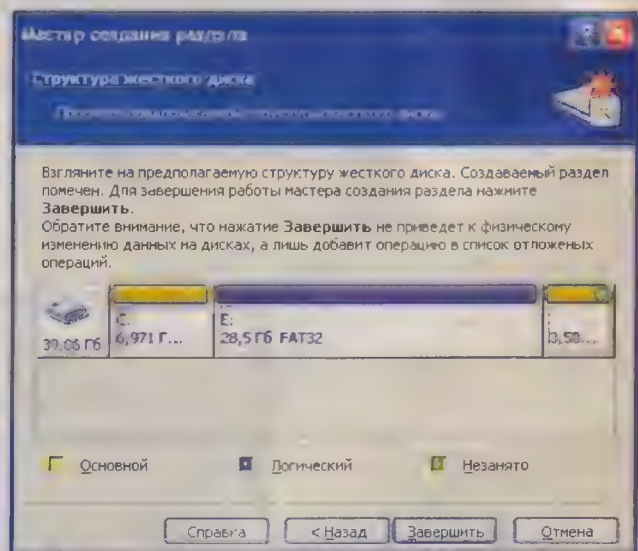 Мастер создания раздела
Структура жесткого диска
Взгляните на предполагаемую структуру жесткого диска. Создаваемый раздел
помечен. Для завершения работы мастера создания раздела нажмите
Завершить.
Обратите внимание, что нажатие Завершить не приведет к физическому
изменению данных на дисках, а лишь добавит операцию в список отложеных
операций.
C: E: :
39,06 Гб 6,971 Г... 28,5 Гб FAT32 3,58...
Основной Логический Незанято
Справка < Назад Завершить Отмена